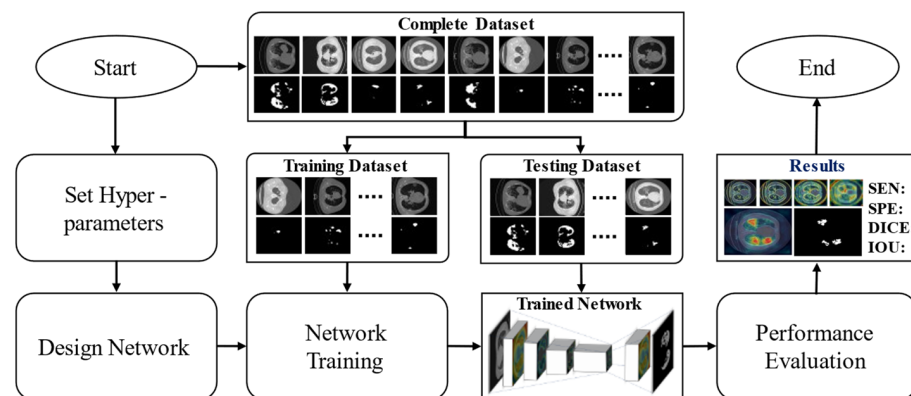 Complete Dataset
Start
End
Training Dataset
Testing Dataset
Results
Set Hyper -
parameters
SEN:
SPE:
DICE
IOU:
Design Network
Network
Training
Trained Network
Performance
Evaluation